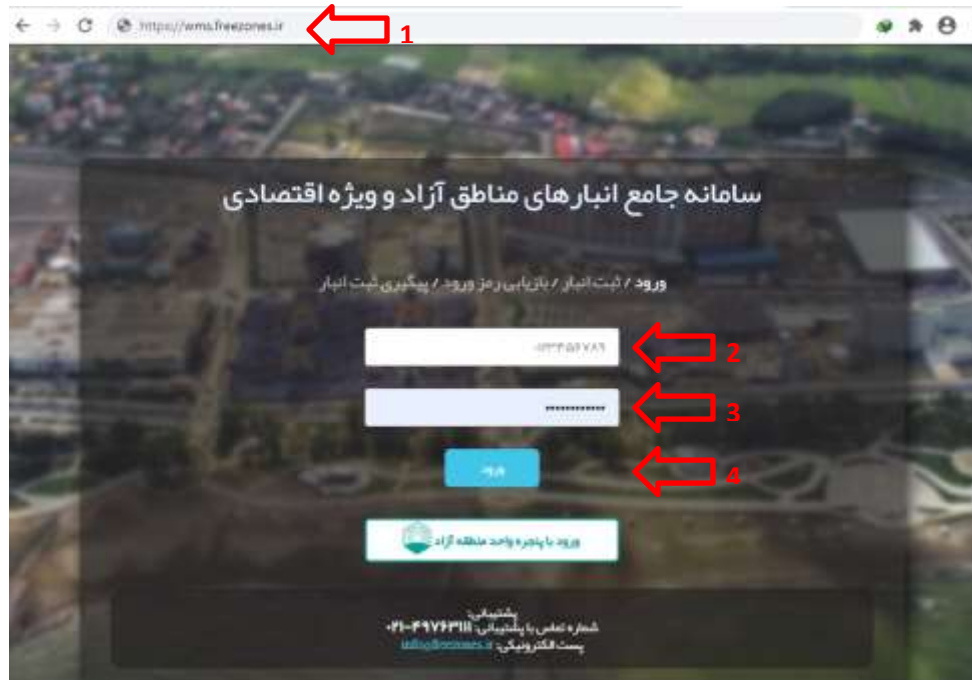 https://wms.freezones.ir
1
سامانه جامع انبارهای مناطق آزاد و ویژه اقتصادی
ورود / ثبت انبار / بازیابی رمز ورود / پیگیری ثبت انبار
۰۱۲۳۴۵۶۷۸۹
2
••••••••••••
3
ورود
4
ورود با پنجره واحد منطقه آزاد
پشتیبانی:
شماره تماس با پشتیبانی: ۰۲۱-۴۹۷۶۳۱۱۱
پست الکترونیکی: